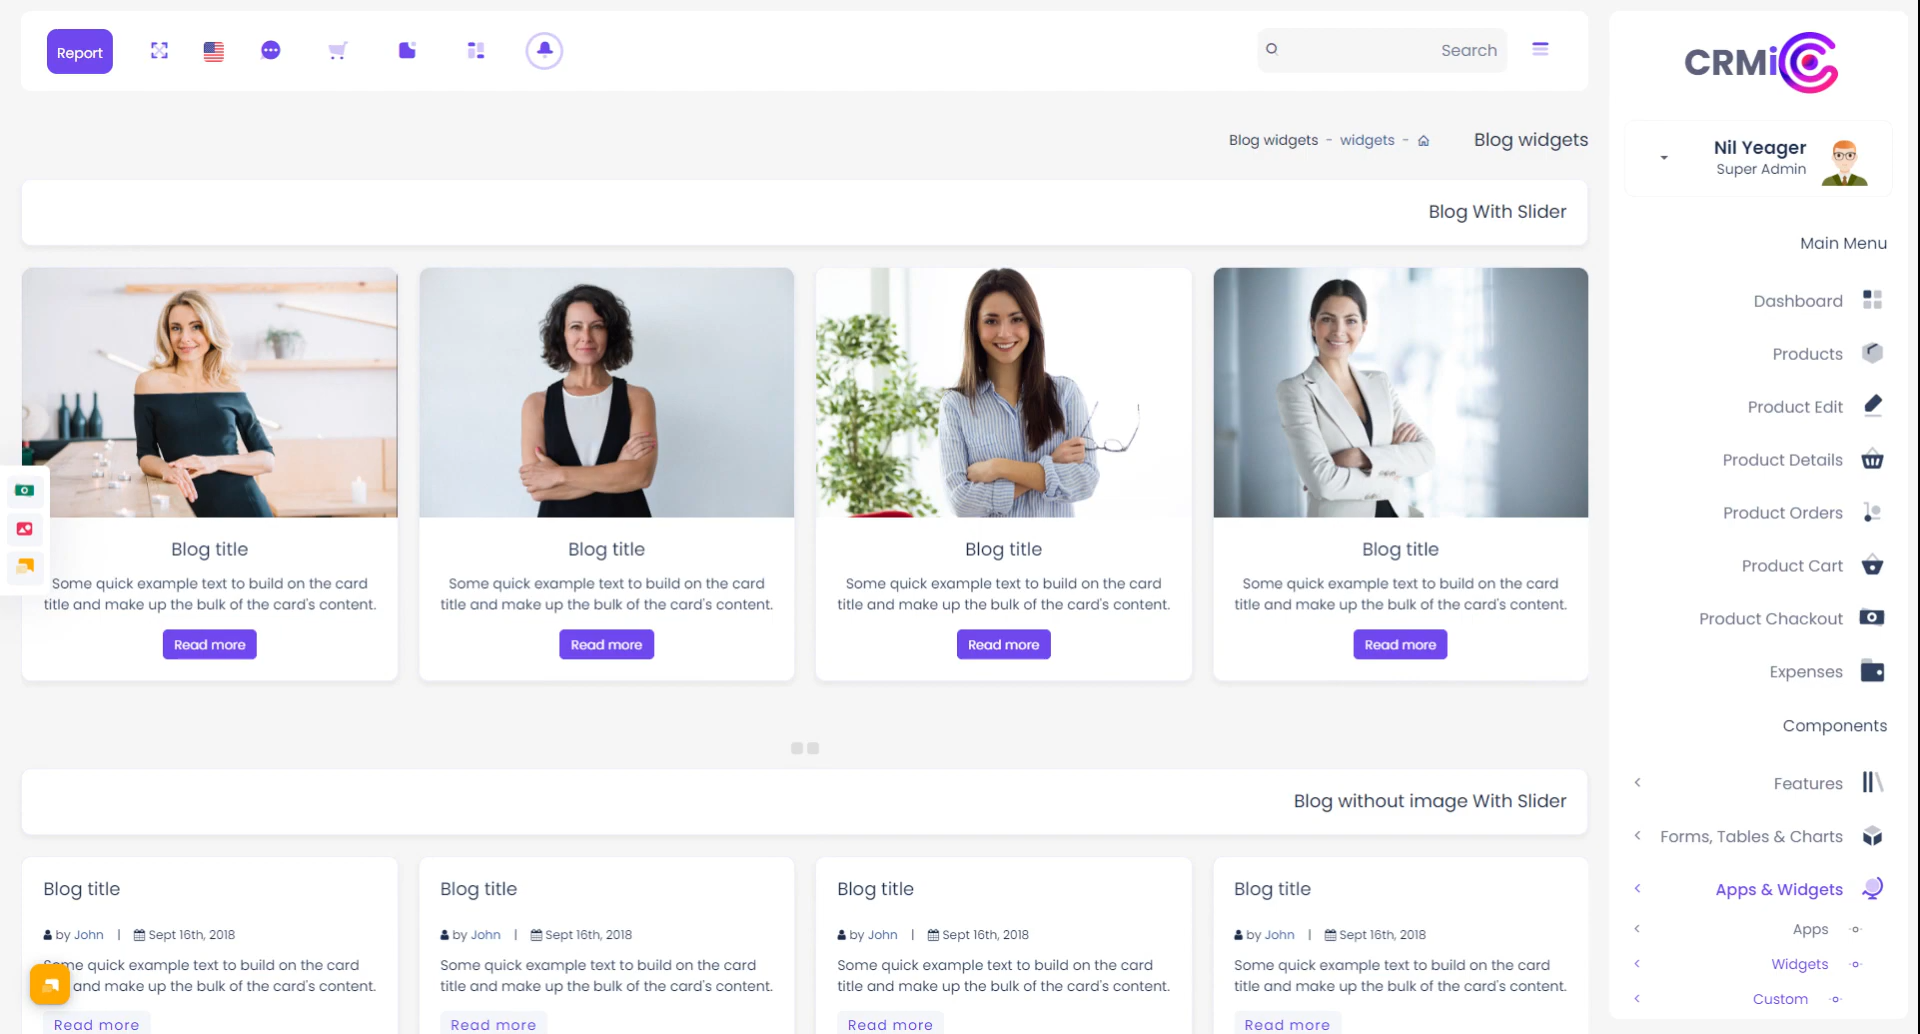 Report
Search
CRMi
Nil Yeager
Super Admin
Blog widgets - widgets -
Blog widgets
Blog With Slider
Main Menu
Dashboard
Products
Product Edit
Product Details
Product Orders
Product Cart
Product Chackout
Expenses
Components
Features
Forms, Tables & Charts
Apps & Widgets
Apps
Widgets
Custom
Blog title
Some quick example text to build on the card
title and make up the bulk of the card's content.
Read more
Blog title
Some quick example text to build on the card
title and make up the bulk of the card's content.
Read more
Blog title
Some quick example text to build on the card
title and make up the bulk of the card's content.
Read more
Blog title
Some quick example text to build on the card
title and make up the bulk of the card's content.
Read more
Blog without image With Slider
Blog title
by John | Sept 16th, 2018
Some quick example text to build on the card
and make up the bulk of the card's content.
Read more
Blog title
by John | Sept 16th, 2018
Some quick example text to build on the card
title and make up the bulk of the card's content.
Read more
Blog title
by John | Sept 16th, 2018
Some quick example text to build on the card
title and make up the bulk of the card's content.
Read more
Blog title
by John | Sept 16th, 2018
Some quick example text to build on the card
title and make up the bulk of the card's content.
Read more